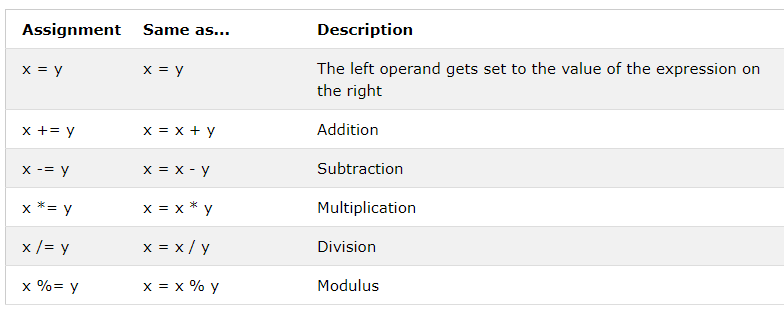 Assignment Same as... Description
x = y x = y The left operand gets set to the value of the expression on
the right
x += y x = x + y Addition
x -= y x = x - y Subtraction
x *= y x = x * y Multiplication
x /= y x = x / y Division
x %= y x = x % y Modulus